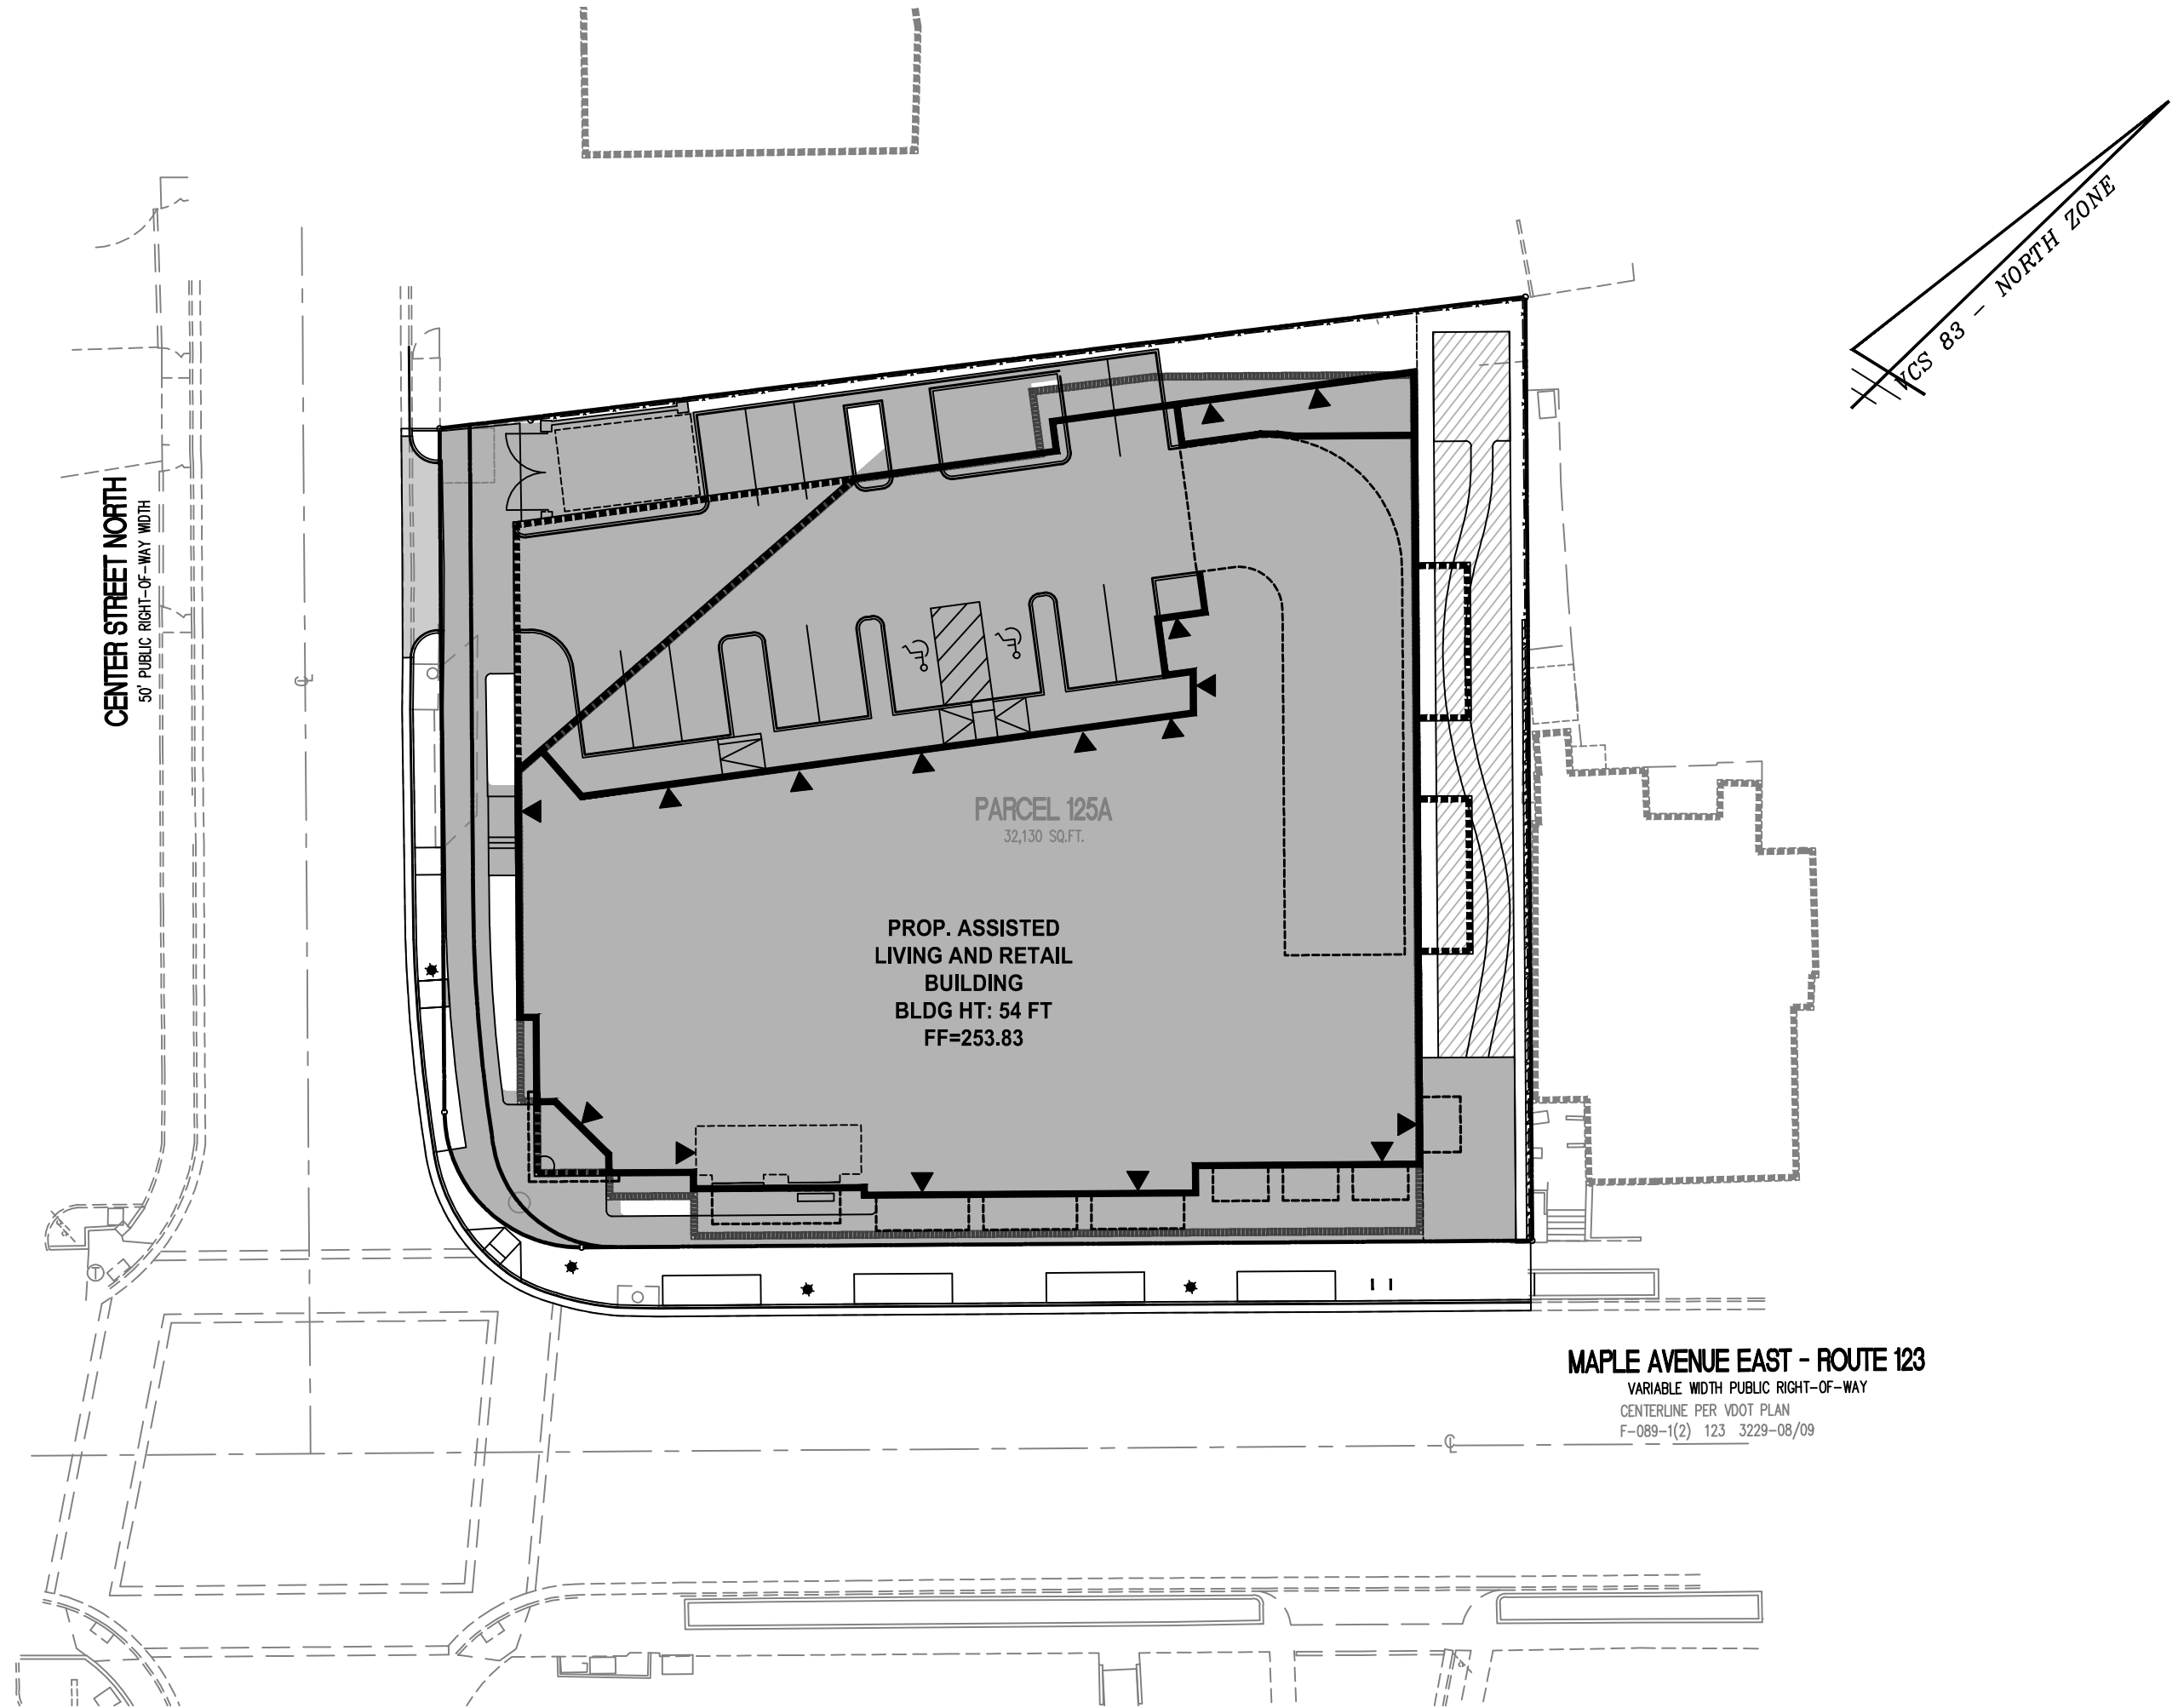 VCS 83 - NORTH ZONE
CENTER STREET NORTH
50' PUBLIC RIGHT-OF-WAY WIDTH
PARCEL 125A
32,130 SQ.FT.
PROP. ASSISTED
LIVING AND RETAIL
BUILDING
BLDG HT: 54 FT
FF=253.83
T
MAPLE AVENUE EAST - ROUTE 123
VARIABLE WIDTH PUBLIC RIGHT-OF-WAY
CENTERLINE PER VDOT PLAN
F-089-1(2) 123 3229-08/09